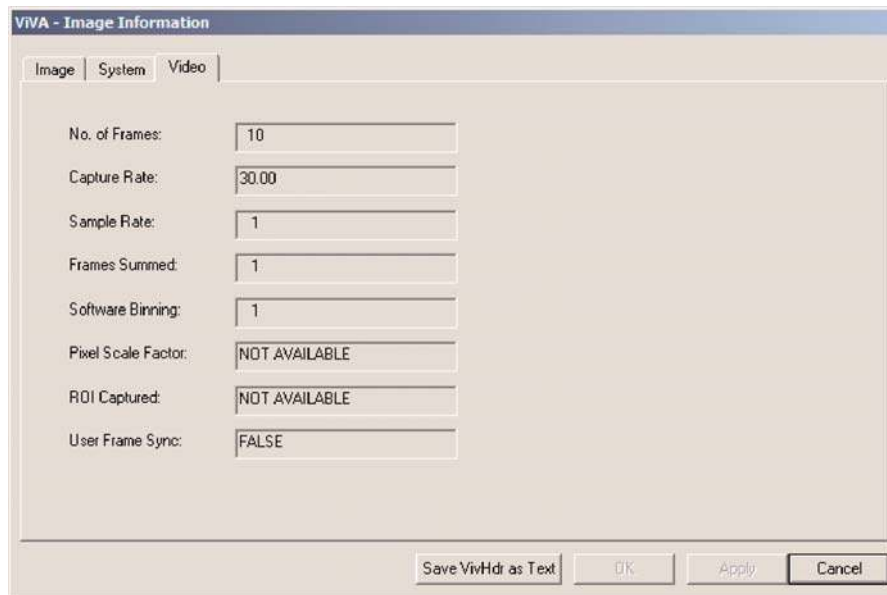 ViVA - Image Information
Image System Video
No. of Frames: 10
Capture Rate: 30.00
Sample Rate: 1
Frames Summed: 1
Software Binning: 1
Pixel Scale Factor: NOT AVAILABLE
ROI Captured: NOT AVAILABLE
User Frame Sync: FALSE
Save VivHdr as Text OK Apply Cancel